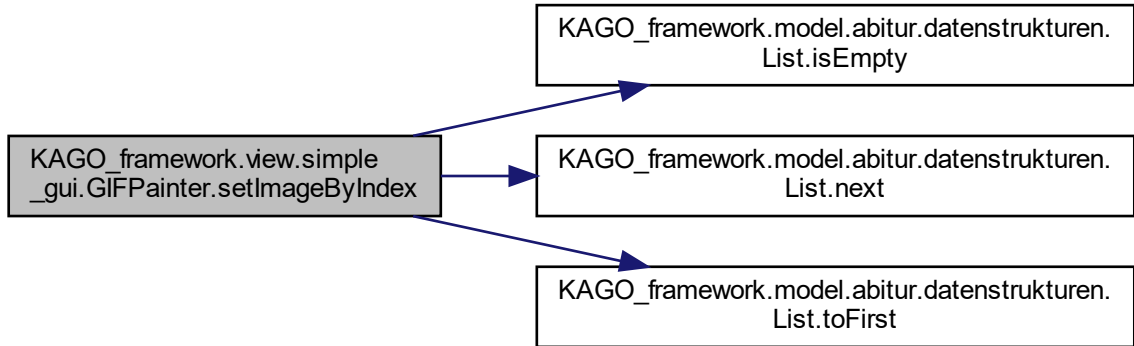 KAGO_framework.model.abitur.datenstrukturen.
List.isEmpty
KAGO_framework.view.simple
_gui.GIFPainter.setImageByIndex
KAGO_framework.model.abitur.datenstrukturen.
List.next
KAGO_framework.model.abitur.datenstrukturen.
List.toFirst